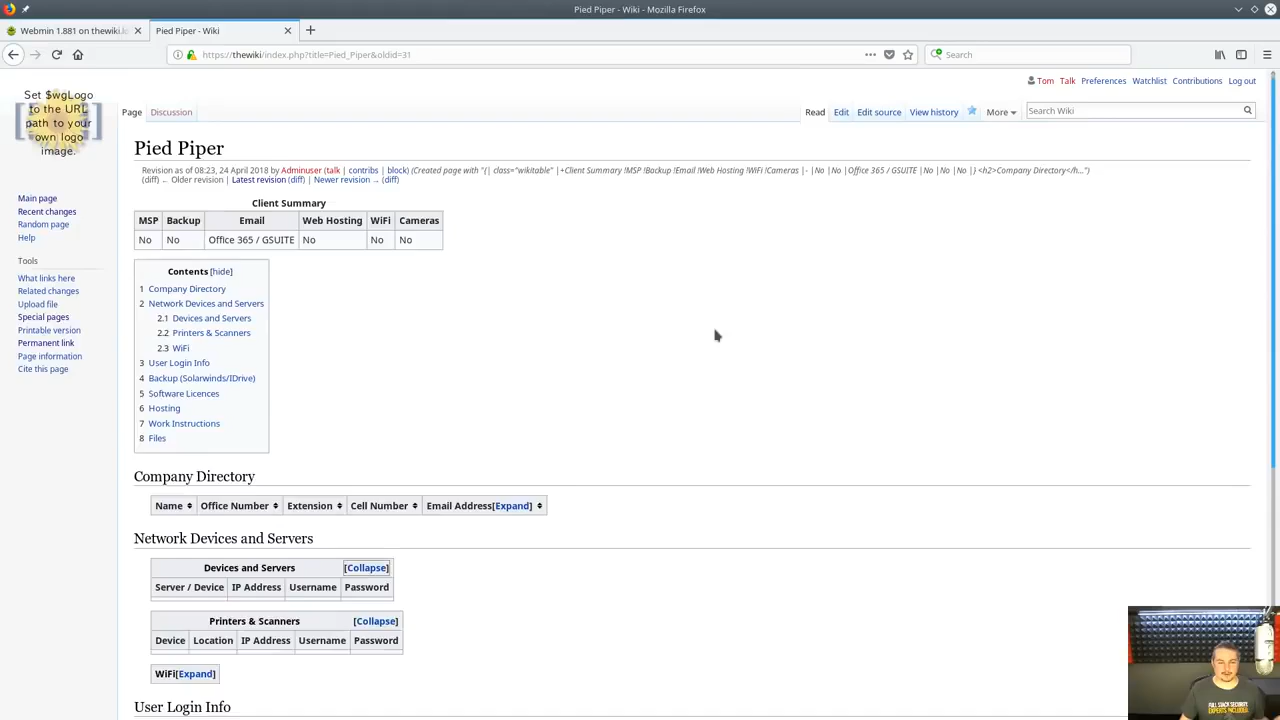 Pied Piper - Wiki - Mozilla Firefox
Webmin 1.881 on thewiki.l
Pied Piper - Wiki
https://thewiki/index.php?title=Pied_Piper&oldid=31
Search
Tom Talk Preferences Watchlist Contributions Log out
Set $wgLogo
to the URL
path to your
own logo
image.
Page Discussion
Read Edit Edit source View history More
Search Wiki
Pied Piper
Revision as of 08:23, 24 April 2018 by Adminuser (talk | contribs | block) (Created page with "{| class="wikitable" |+Client Summary !MSP !Backup !Email !Web Hosting !WiFi !Cameras |- |No |No |Office 365 / GSUITE |No |No |No |} <h2>Company Directory</h...")
(diff) ← Older revision | Latest revision (diff) | Newer revision → (diff)
Main page
Recent changes
Random page
Help
Tools
What links here
Related changes
Upload file
Special pages
Printable version
Permanent link
Page information
Cite this page
Client Summary
MSP Backup Email Web Hosting WiFi Cameras
No No Office 365 / GSUITE No No No
Contents [hide]
1 Company Directory
2 Network Devices and Servers
2.1 Devices and Servers
2.2 Printers & Scanners
2.3 WiFi
3 User Login Info
4 Backup (Solarwinds/IDrive)
5 Software Licences
6 Hosting
7 Work Instructions
8 Files
Company Directory
Name Office Number Extension Cell Number Email Address[Expand]
Network Devices and Servers
Devices and Servers [Collapse]
Server / Device IP Address Username Password
Printers & Scanners [Collapse]
Device Location IP Address Username Password
WiFi[Expand]
User Login Info
FULL STACK SECURITY
EXPERTS INCLUDED